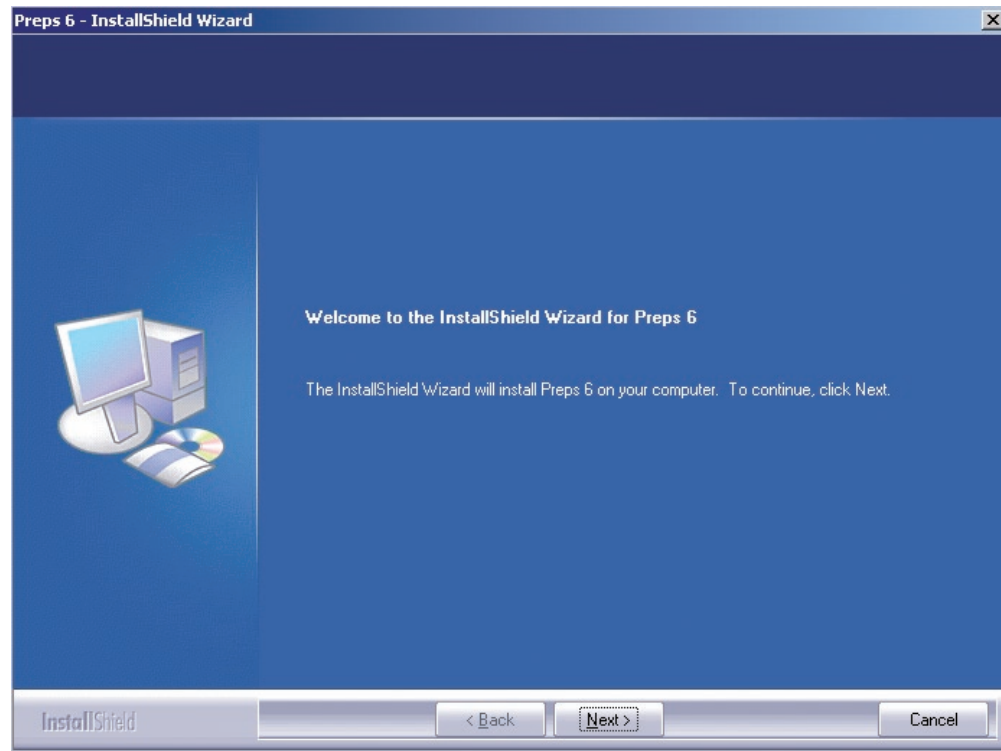 Preps 6 - InstallShield Wizard
Welcome to the InstallShield Wizard for Preps 6
The InstallShield Wizard will install Preps 6 on your computer. To continue, click Next.
InstallShield
< Back
Next >
Cancel